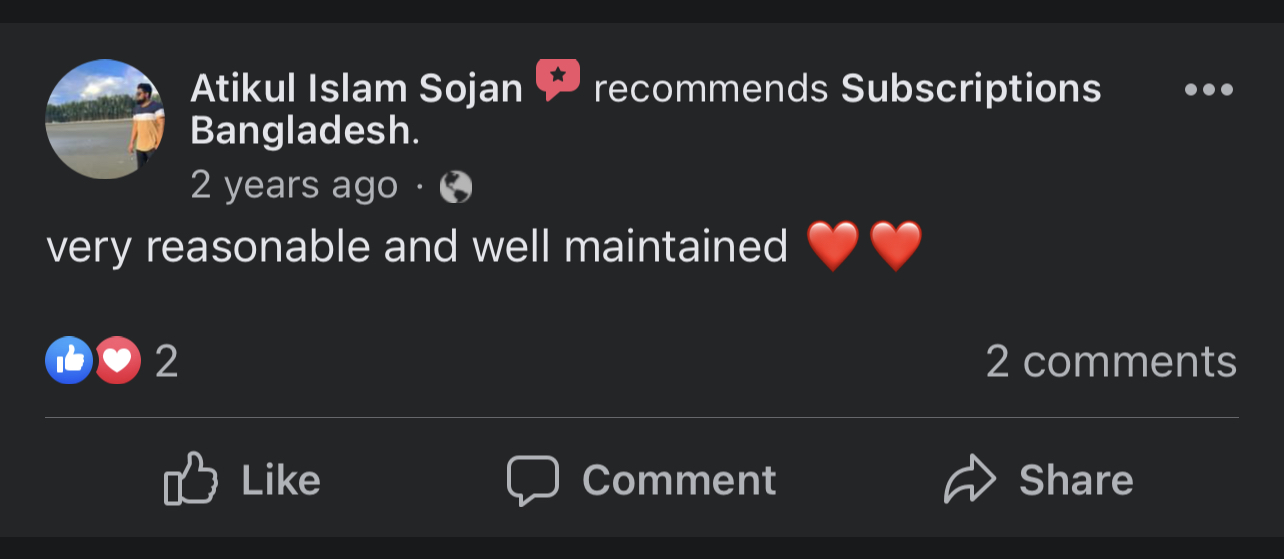 Atikul Islam Sojan recommends Subscriptions
Bangladesh.
2 years ago ·
very reasonable and well maintained ❤️❤️
2
2 comments
Like
Comment
Share